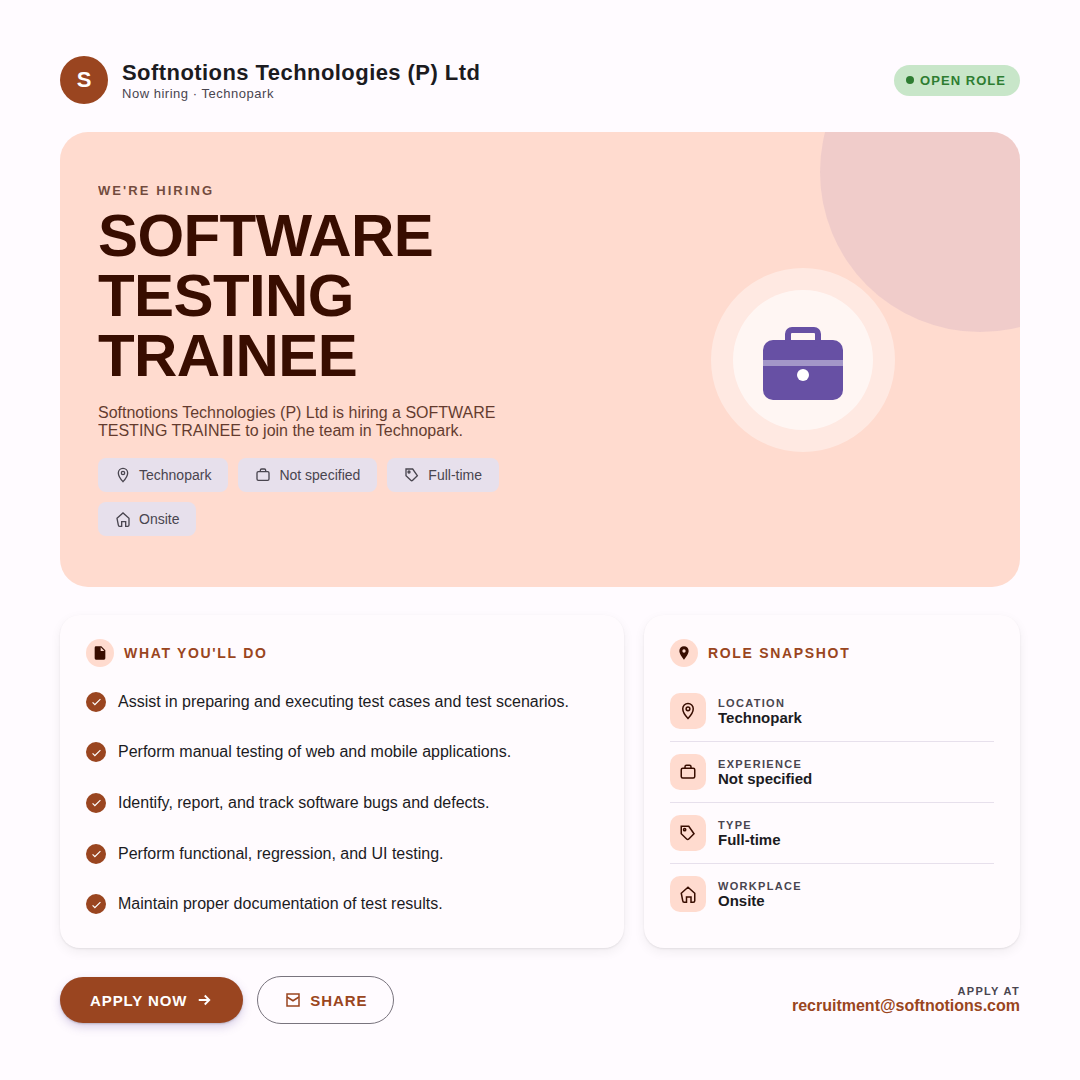 S
Softnotions Technologies (P) Ltd
Now hiring · Technopark
OPEN ROLE
WE'RE HIRING
SOFTWARE
TESTING
TRAINEE
Softnotions Technologies (P) Ltd is hiring a SOFTWARE
TESTING TRAINEE to join the team in Technopark.
Technopark
Not specified
Full-time
Onsite
WHAT YOU'LL DO
Assist in preparing and executing test cases and test scenarios.
Perform manual testing of web and mobile applications.
Identify, report, and track software bugs and defects.
Perform functional, regression, and UI testing.
Maintain proper documentation of test results.
ROLE SNAPSHOT
LOCATION
Technopark
EXPERIENCE
Not specified
TYPE
Full-time
WORKPLACE
Onsite
APPLY NOW
SHARE
APPLY AT
recruitment@softnotions.com